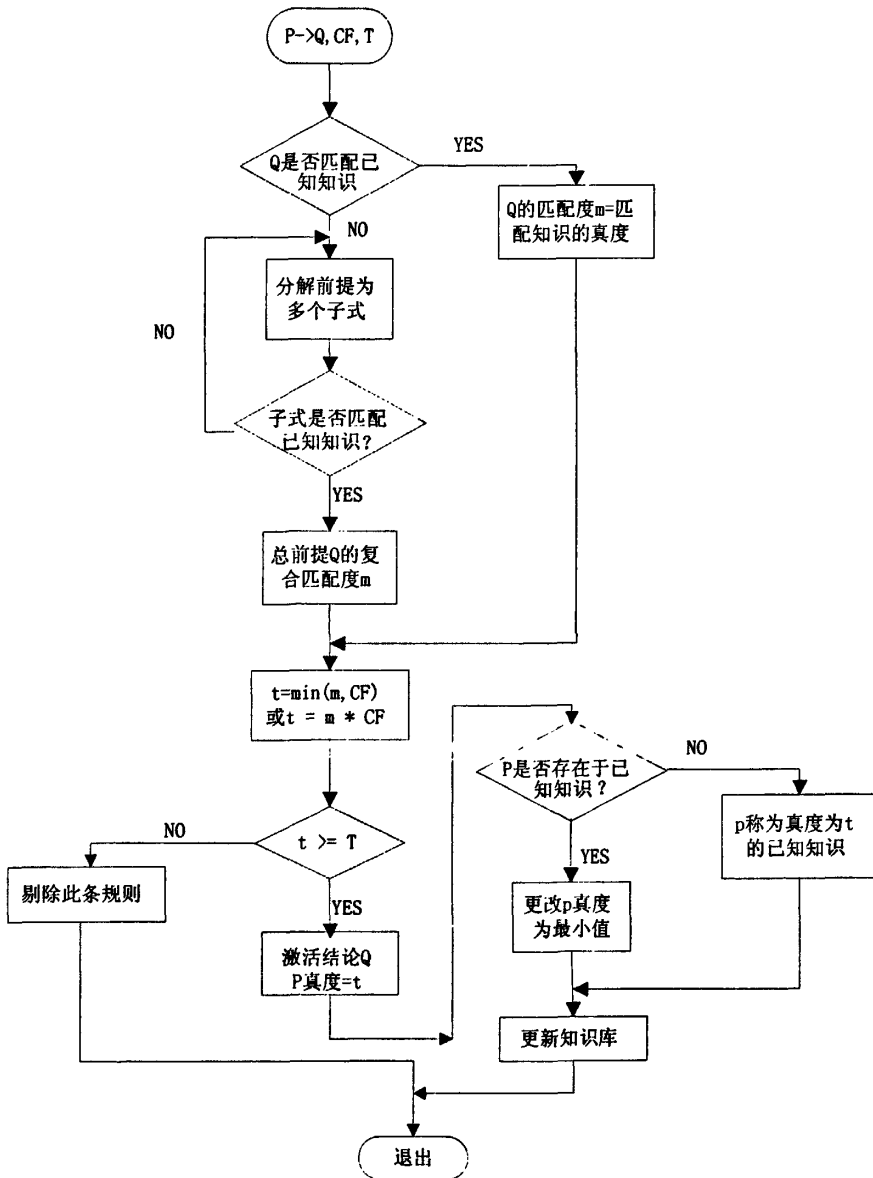 P->Q,CF,T
Q是否匹配已
知知识
YES
Q的匹配度m=匹
配知识的真度
NO
分解前提为
多个子式
NO
子式是否匹配
已知知识?
YES
总前提Q的复
合匹配度m
t=min(m,CF)
或t = m * CF
P是否存在于已
知知识?
NO
p称为真度为t
的已知知识
NO
t >= T
YES
剔除此条规则
YES
更改p真度
为最小值
激活结论Q
P真度=t
更新知识库
退出